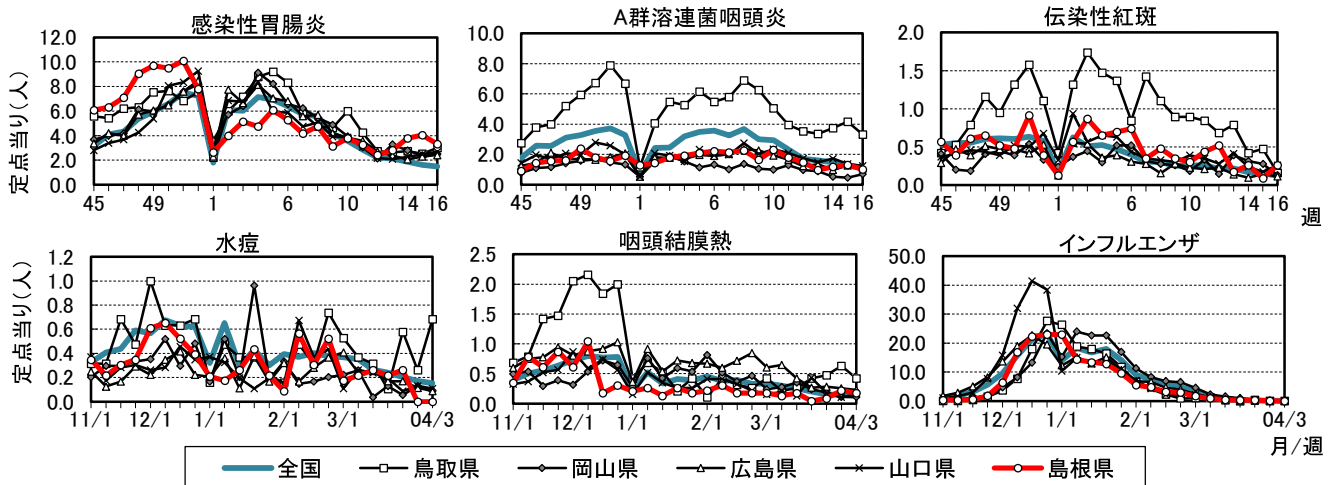 感染性胃腸炎
定点当り(人)
12.0
10.0
8.0
6.0
4.0
2.0
0.0
45 49 1 6 10 14 16
A群溶連菌咽頭炎
10.0
8.0
6.0
4.0
2.0
0.0
45 49 1 6 10 14 16
伝染性紅斑
2.0
1.5
1.0
0.5
0.0
45 49 1 6 10 14 16
週
水痘
定点当り(人)
1.2
1.0
0.8
0.6
0.4
0.2
0.0
11/1 12/1 1/1 2/1 3/1 04/3
咽頭結膜熱
2.5
2.0
1.5
1.0
0.5
0.0
11/1 12/1 1/1 2/1 3/1 04/3
インフルエンザ
50.0
40.0
30.0
20.0
10.0
0.0
11/1 12/1 1/1 2/1 3/1 04/3
月/週
全国 鳥取県 岡山県 広島県 山口県 島根県